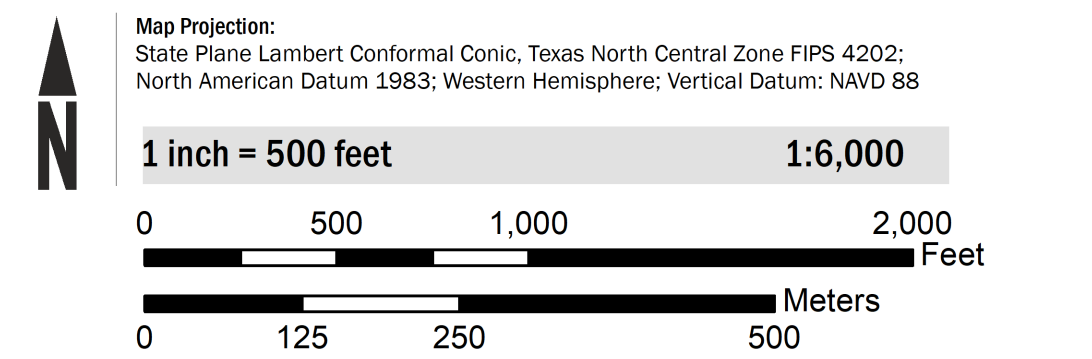 N
Map Projection:
State Plane Lambert Conformal Conic, Texas North Central Zone FIPS 4202;
North American Datum 1983; Western Hemisphere; Vertical Datum: NAVD 88
1 inch = 500 feet 1:6,000
0 500 1,000 2,000
Feet
Meters
0 125 250 500